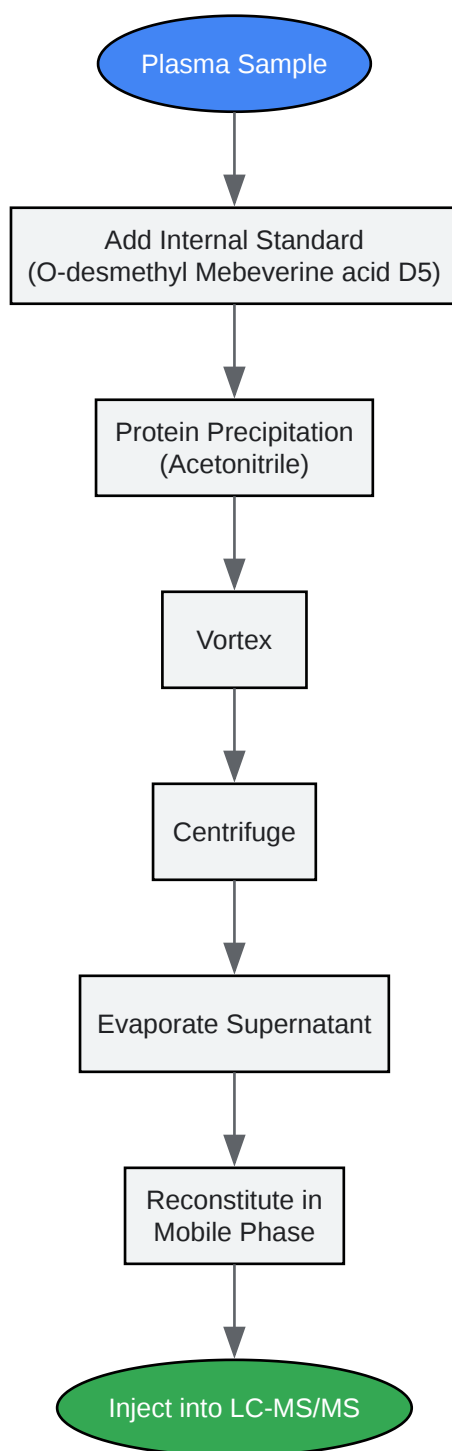 Plasma Sample
Add Internal Standard
(O-desmethyl Mebeverine acid D5)
Protein Precipitation
(Acetonitrile)
Vortex
Centrifuge
Evaporate Supernatant
Reconstitute in
Mobile Phase
Inject into LC-MS/MS